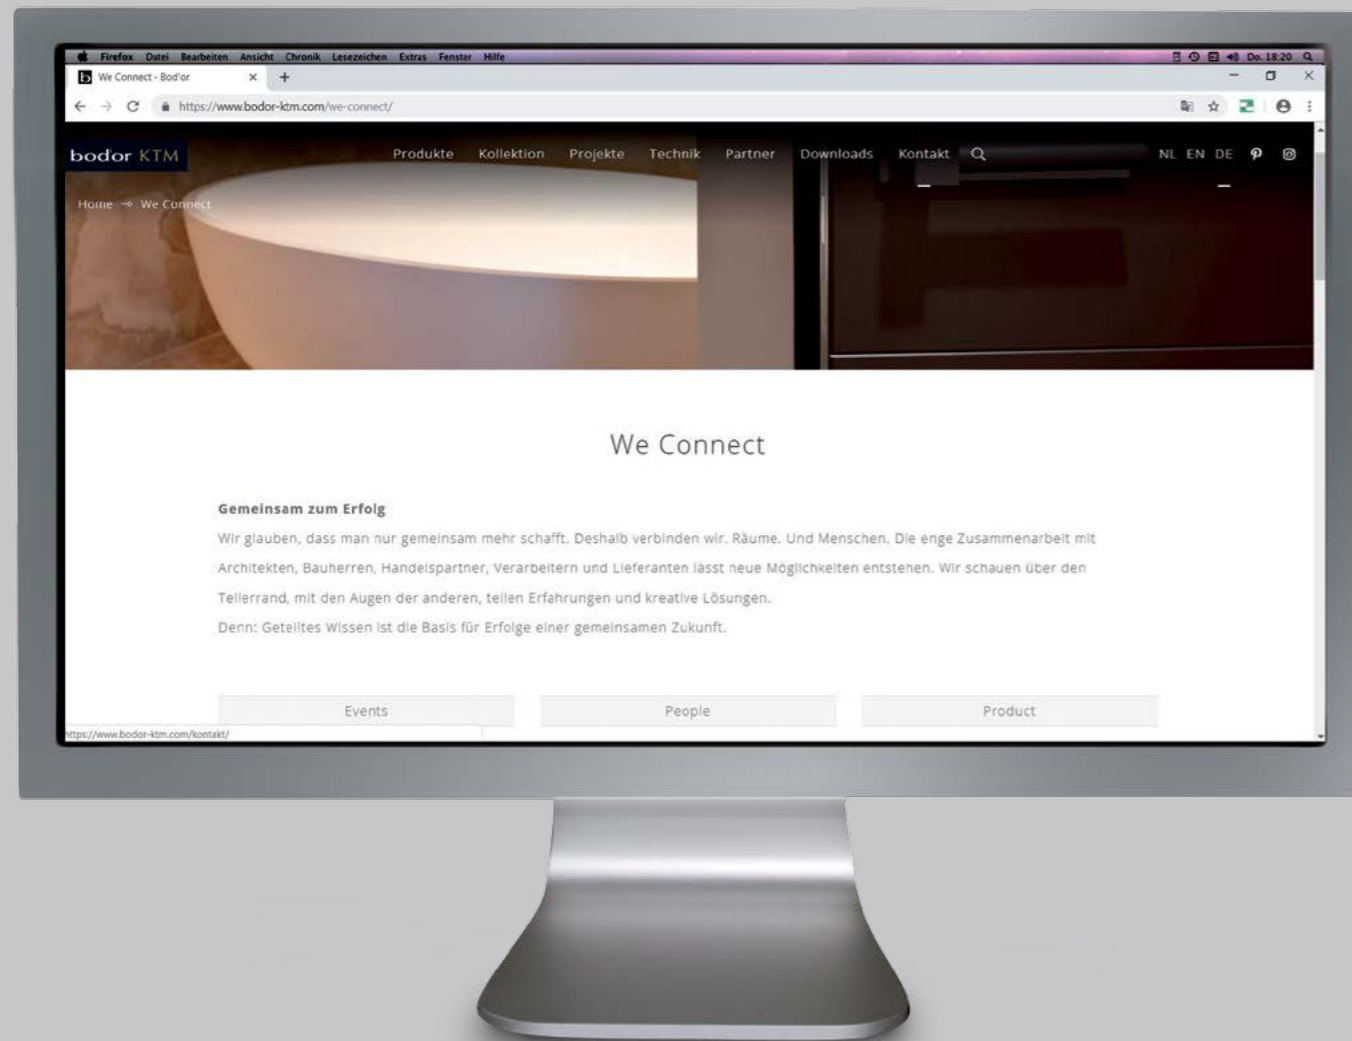 Firefox Datei Bearbeiten Ansicht Chronik Lesezeichen Extras Fenster Hilfe Do. 18:20
We Connect - Bod'or
https://www.bodor-ktm.com/we-connect/
bod'or KTM Produkte Kollektion Projekte Technik Partner Downloads Kontakt NL EN DE
Home → We Connect
We Connect
Gemeinsam zum Erfolg
Wir glauben, dass man nur gemeinsam mehr schafft. Deshalb verbinden wir. Räume. Und Menschen. Die enge Zusammenarbeit mit
Architekten, Bauherren, Handelspartner, Verarbeitern und Lieferanten lässt neue Möglichkeiten entstehen. Wir schauen über den
Tellerrand, mit den Augen der anderen, teilen Erfahrungen und kreative Lösungen.
Denn: Geteiltes Wissen ist die Basis für Erfolge einer gemeinsamen Zukunft.
Events People Product
https://www.bodor-ktm.com/kontakt/